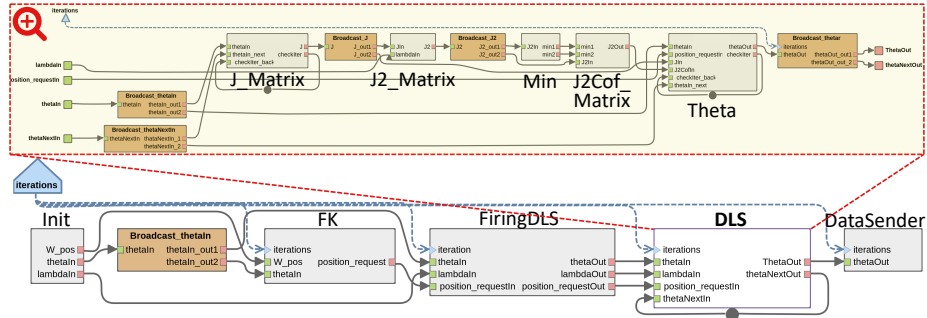 iterations
lambdaIn
position_requestIn
thetaIn
thetaNextIn
Broadcast_thetaIn
thetaIn thetaIn_out1
thetaIn_out2
Broadcast_thetaNextIn
thetaNextIn thataNextIn_1
thetaNextIn_2
thetaIn J
thetaIn_next checkiter
checkiter_back
J_Matrix
Broadcast_J
J J_out1
J_out2
JIn J2
lambdaIn
J2_Matrix
Broadcast_J2
J2 J2_out1
J2_out2
J2In min1
min2
Min
min1 J2Out
min2
J2In
J2Cof_
Matrix
thetaIn thetaOut
position_requestIn checkiter
JIn
J2CofIn
checkiter_back
thetaIn_next
Theta
Broadcast_thetar
iterations
thetaOut thetaOut_out1
thetaOut_out_2
ThetaOut
thetaNextOut
iterations
Init
W_pos
thetaIn
lambdaIn
Broadcast_thetaIn
thetaIn thetaIn_out1
thetaIn_out2
FK
iterations
W_pos position_request
thetaIn
FiringDLS
iteration
thetaIn thetaOut
lambdaIn lambdaOut
position_requestIn position_requestOut
DLS
iterations
thetaIn ThetaOut
lambdaIn thetaNextOut
position_requestIn
thetaNextIn
DataSender
iterations
thetaOut